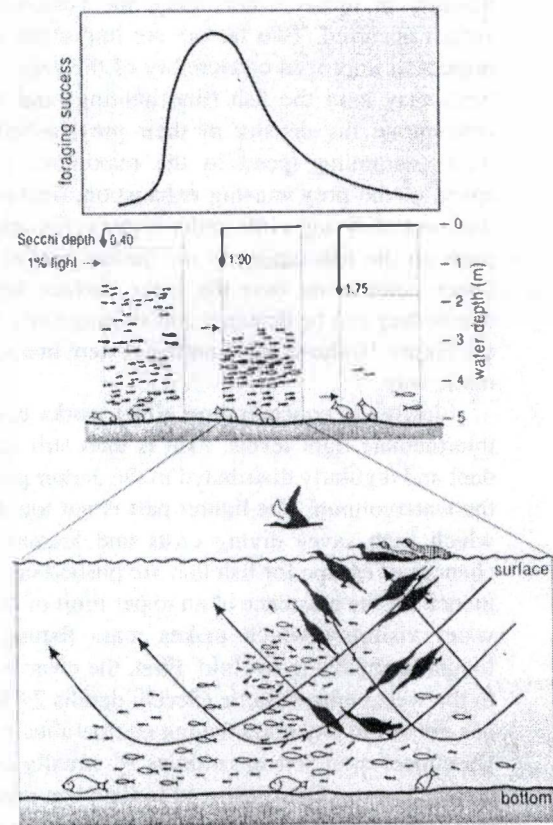 foraging success
Secchi depth 0.40
1.00
1.75
1% light
0
1
2
3
4
5
water depth (m)
surface
bottom